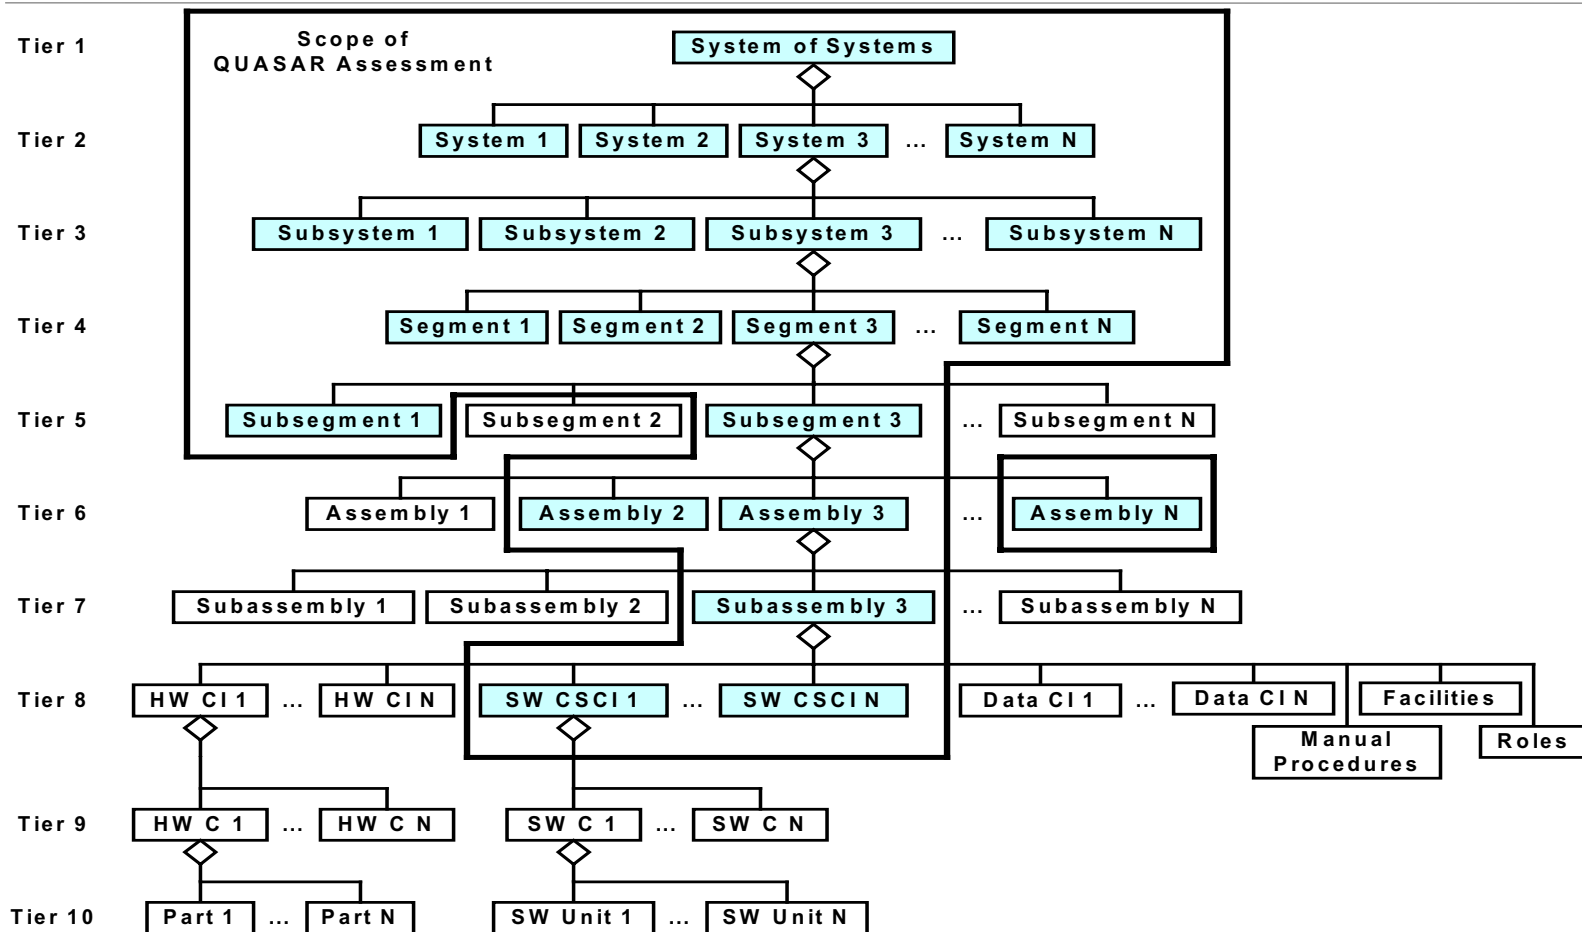 Tier 1
Scope of
QUASAR Assessment
System of Systems
Tier 2
System 1
System 2
System 3
...
System N
Tier 3
Subsystem 1
Subsystem 2
Subsystem 3
...
Subsystem N
Tier 4
Segment 1
Segment 2
Segment 3
...
Segment N
Tier 5
Subsegment 1
Subsegment 2
Subsegment 3
...
Subsegment N
Tier 6
Assembly 1
Assembly 2
Assembly 3
...
Assembly N
Tier 7
Subassembly 1
Subassembly 2
Subassembly 3
...
Subassembly N
Tier 8
HW CI 1
...
HW CI N
SW CSCI 1
...
SW CSCI N
Data CI 1
...
Data CI N
Facilities
Manual
Procedures
Roles
Tier 9
HW C 1
...
HW C N
SW C 1
...
SW C N
Tier 10
Part 1
...
Part N
SW Unit 1
...
SW Unit N